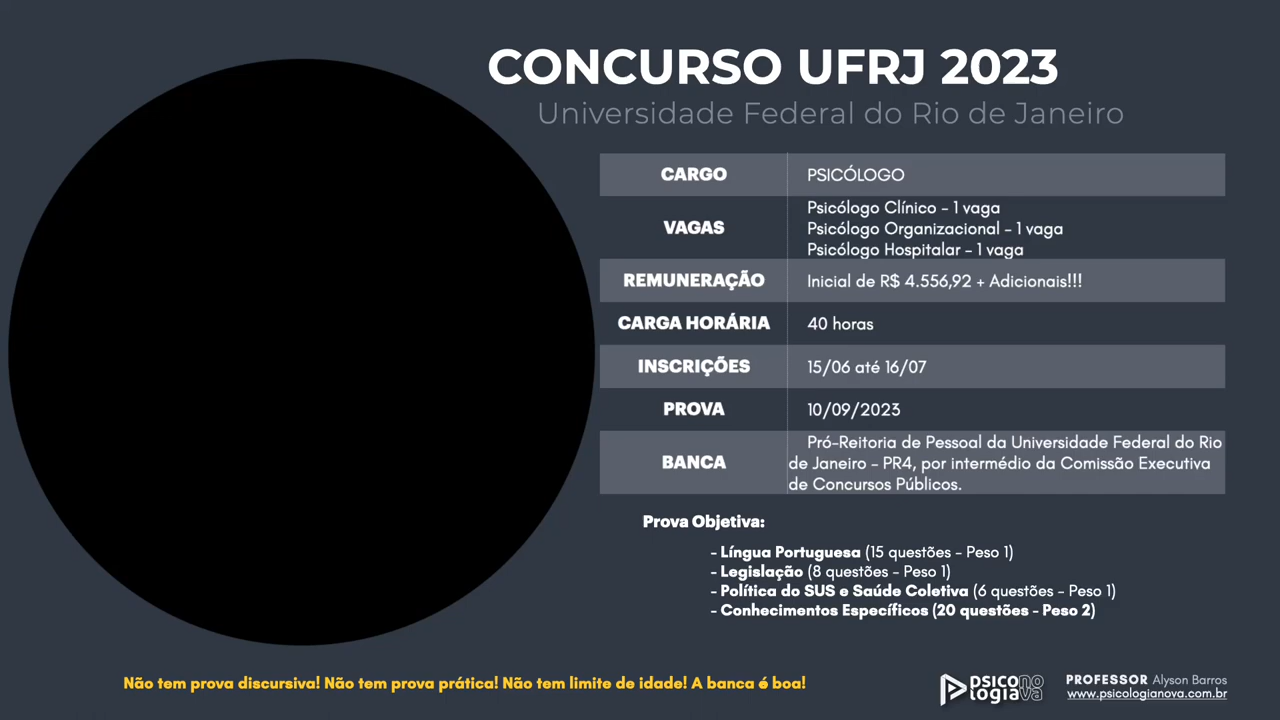 CONCURSO UFRJ 2023
Universidade Federal do Rio de Janeiro
CARGO PSICÓLOGO
VAGAS
Psicólogo Clínico - 1 vaga
Psicólogo Organizacional - 1 vaga
Psicólogo Hospitalar - 1 vaga
REMUNERAÇÃO Inicial de R$ 4.556,92 + Adicionais!!!
CARGA HORÁRIA 40 horas
INSCRIÇÕES 15/06 até 16/07
PROVA 10/09/2023
BANCA
Pró-Reitoria de Pessoal da Universidade Federal do Rio
de Janeiro - PR4, por intermédio da Comissão Executiva
de Concursos Públicos.
Prova Objetiva:
- Língua Portuguesa (15 questões - Peso 1)
- Legislação (8 questões - Peso 1)
- Política do SUS e Saúde Coletiva (6 questões - Peso 1)
- Conhecimentos Específicos (20 questões - Peso 2)
Não tem prova discursiva! Não tem prova prática! Não tem limite de idade! A banca é boa!
PSICO no
logia va
PROFESSOR Alyson Barros
www.psicologianova.com.br